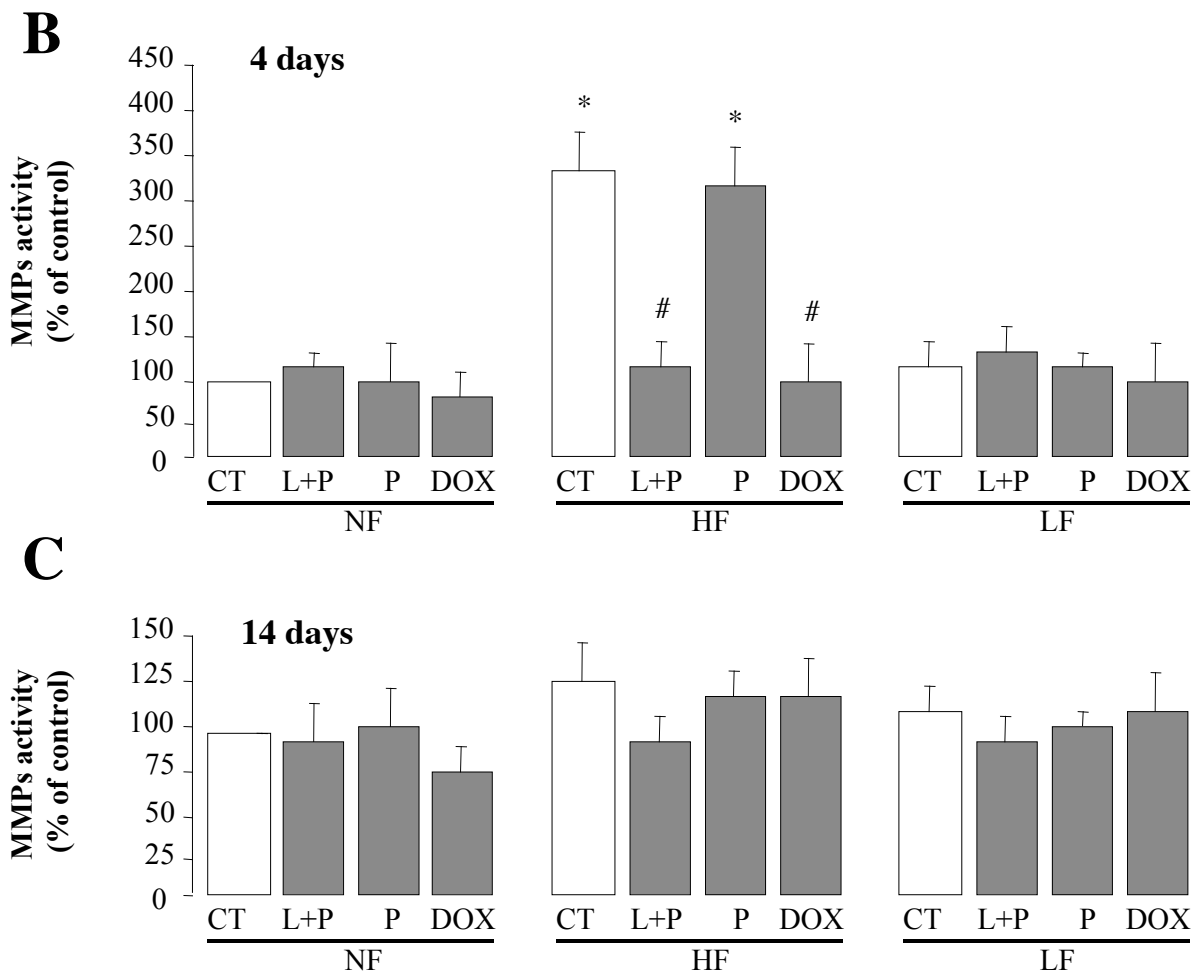 B
4 days
MMPs activity
(% of control)
450
400
350
300
250
200
150
100
50
0
*
*
#
#
CT L+P P DOX CT L+P P DOX CT L+P P DOX
NF HF LF
C
14 days
MMPs activity
(% of control)
150
125
100
75
50
25
0
CT L+P P DOX CT L+P P DOX CT L+P P DOX
NF HF LF